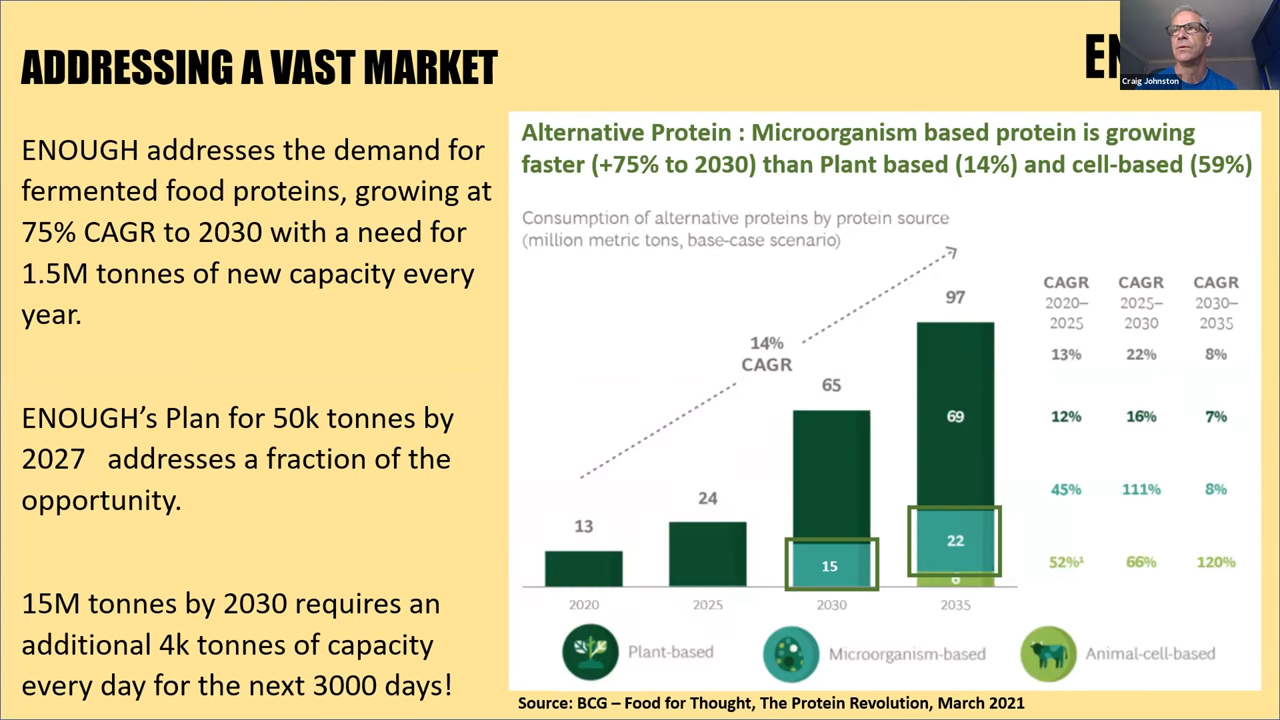 ADDRESSING A VAST MARKET
Craig Johnston
ENOUGH addresses the demand for
fermented food proteins, growing at
75% CAGR to 2030 with a need for
1.5M tonnes of new capacity every
year.
ENOUGH’s Plan for 50k tonnes by
2027 addresses a fraction of the
opportunity.
15M tonnes by 2030 requires an
additional 4k tonnes of capacity
every day for the next 3000 days!
Alternative Protein : Microorganism based protein is growing
faster (+75% to 2030) than Plant based (14%) and cell-based (59%)
Consumption of alternative proteins by protein source
(million metric tons, base-case scenario)
14%
CAGR
13
24
65
15
97
69
22
6
2020
2025
2030
2035
CAGR CAGR CAGR
2020– 2025– 2030–
2025 2030 2035
13% 22% 8%
12% 16% 7%
45% 111% 8%
52%¹ 66% 120%
Plant-based
Microorganism-based
Animal-cell-based
Source: BCG – Food for Thought, The Protein Revolution, March 2021